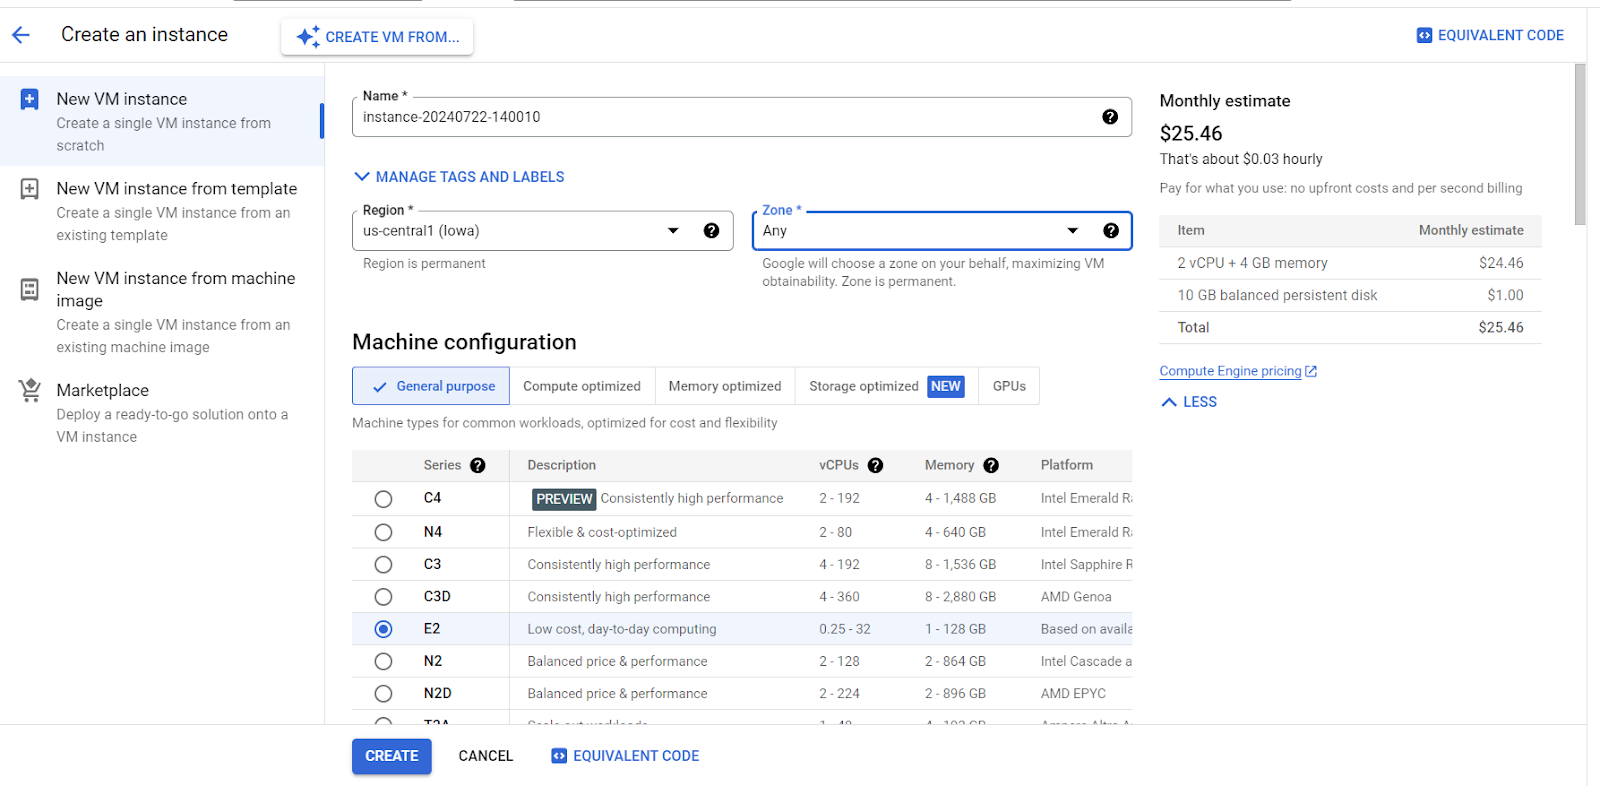 Create an instance
CREATE VM FROM...
EQUIVALENT CODE
New VM instance
Create a single VM instance from
scratch
New VM instance from template
Create a single VM instance from an
existing template
New VM instance from machine
image
Create a single VM instance from an
existing machine image
Marketplace
Deploy a ready-to-go solution onto a
VM instance
Name *
instance-20240722-140010
MANAGE TAGS AND LABELS
Region *
us-central1 (Iowa)
Region is permanent
Zone *
Any
Google will choose a zone on your behalf, maximizing VM
obtainability. Zone is permanent.
Machine configuration
General purpose Compute optimized Memory optimized Storage optimized NEW GPUs
Machine types for common workloads, optimized for cost and flexibility
Series Description vCPUs Memory Platform
C4 PREVIEW Consistently high performance 2 - 192 4 - 1,488 GB Intel Emerald
N4 Flexible & cost-optimized 2 - 80 4 - 640 GB Intel Emerald
C3 Consistently high performance 4 - 192 8 - 1,536 GB Intel Sapphire
C3D Consistently high performance 4 - 360 8 - 2,880 GB AMD Genoa
E2 Low cost, day-to-day computing 0.25 - 32 1 - 128 GB Based on
N2 Balanced price & performance 2 - 128 2 - 864 GB Intel Cascade
N2D Balanced price & performance 2 - 224 2 - 896 GB AMD EPYC
CREATE CANCEL EQUIVALENT CODE
Monthly estimate
$25.46
That's about $0.03 hourly
Pay for what you use: no upfront costs and per second billing
Item Monthly estimate
2 vCPU + 4 GB memory $24.46
10 GB balanced persistent disk $1.00
Total $25.46
Compute Engine pricing
LESS